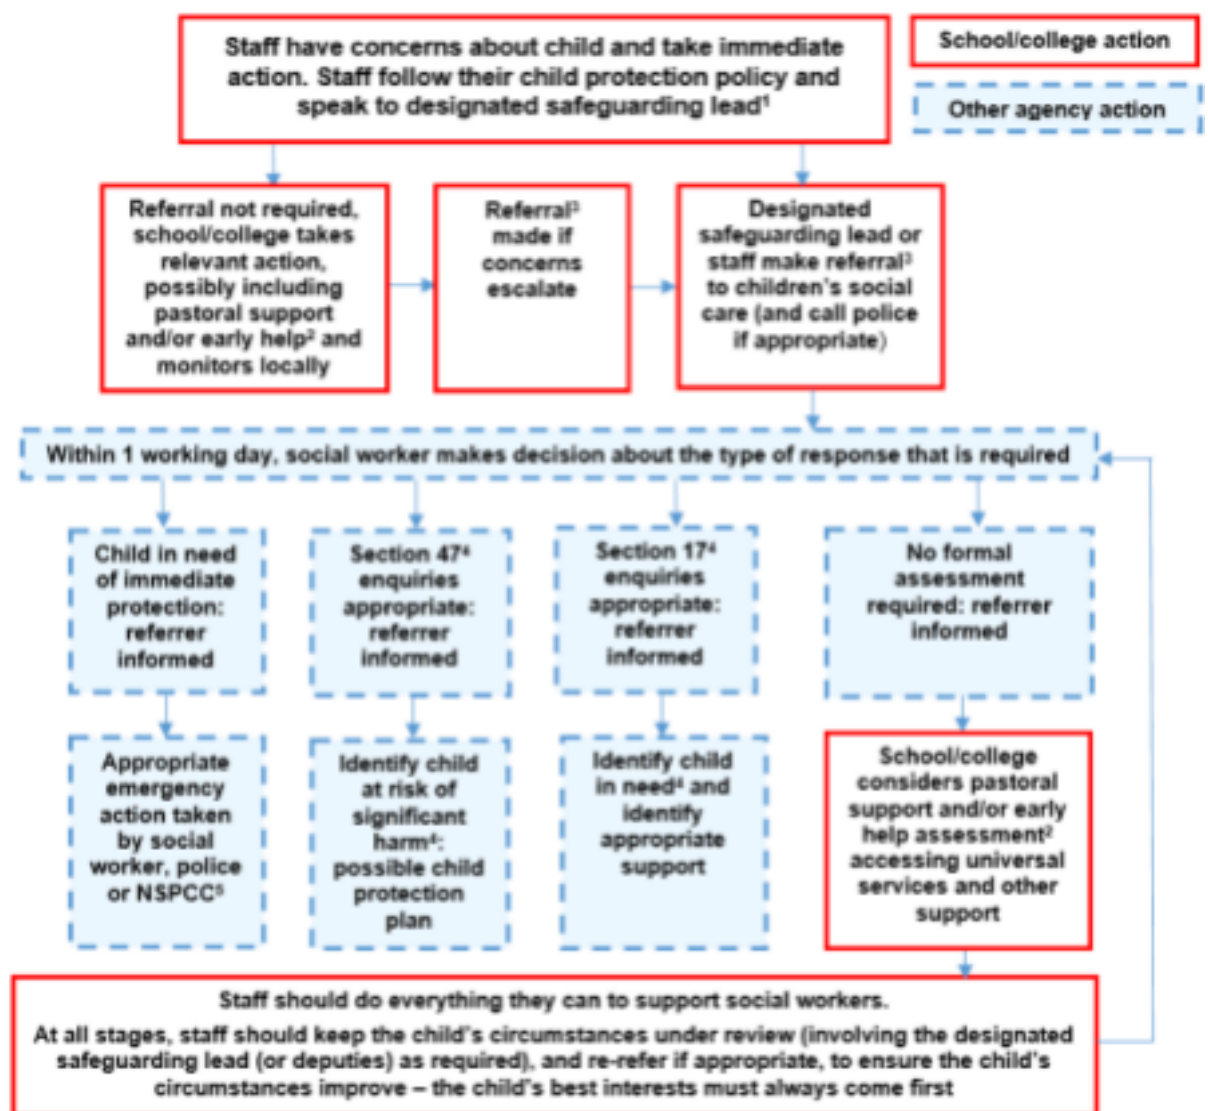 Staff have concerns about child and take immediate
action. Staff follow their child protection policy and
speak to designated safeguarding lead¹
School/college action
Other agency action
Referral not required,
school/college takes
relevant action,
possibly including
pastoral support
and/or early help² and
monitors locally
Referral³
made if
concerns
escalate
Designated
safeguarding lead or
staff make referral³
to children’s social
care (and call police
if appropriate)
Within 1 working day, social worker makes decision about the type of response that is required
Child in need
of immediate
protection:
referrer
informed
Section 47⁴
enquiries
appropriate:
referrer
informed
Section 17⁴
enquiries
appropriate:
referrer
informed
No formal
assessment
required: referrer
informed
Appropriate
emergency
action taken
by social
worker, police
or NSPCC⁵
Identify child
at risk of
significant
harm⁴:
possible child
protection
plan
Identify child
in need⁴ and
identify
appropriate
support
School/college
considers pastoral
support and/or early
help assessment²
accessing universal
services and other
support
Staff should do everything they can to support social workers.
At all stages, staff should keep the child’s circumstances under review (involving the designated
safeguarding lead (or deputies) as required), and re-refer if appropriate, to ensure the child’s
circumstances improve – the child’s best interests must always come first